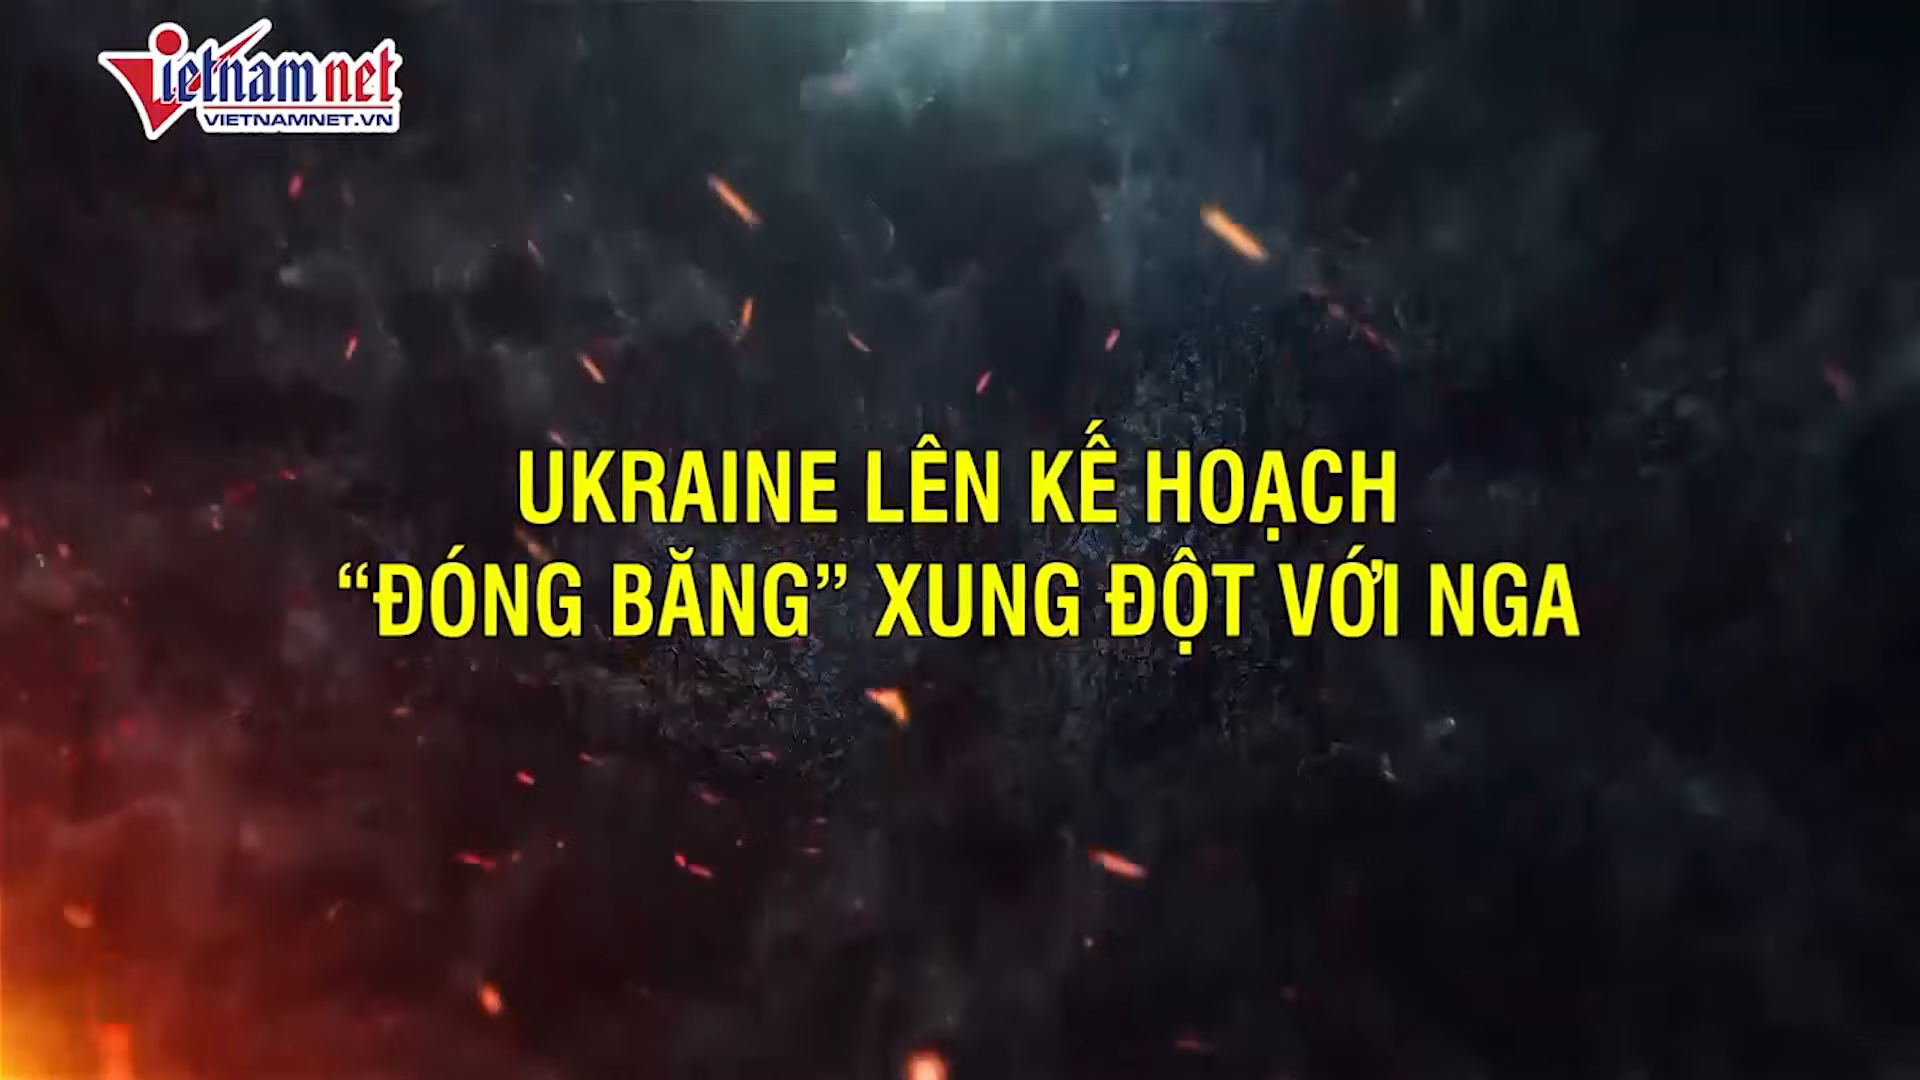 Vietnamnet
VIETNAMNET.VN
UKRAINE LÊN KẾ HOẠCH
“ĐÓNG BĂNG” XUNG ĐỘT VỚI NGA